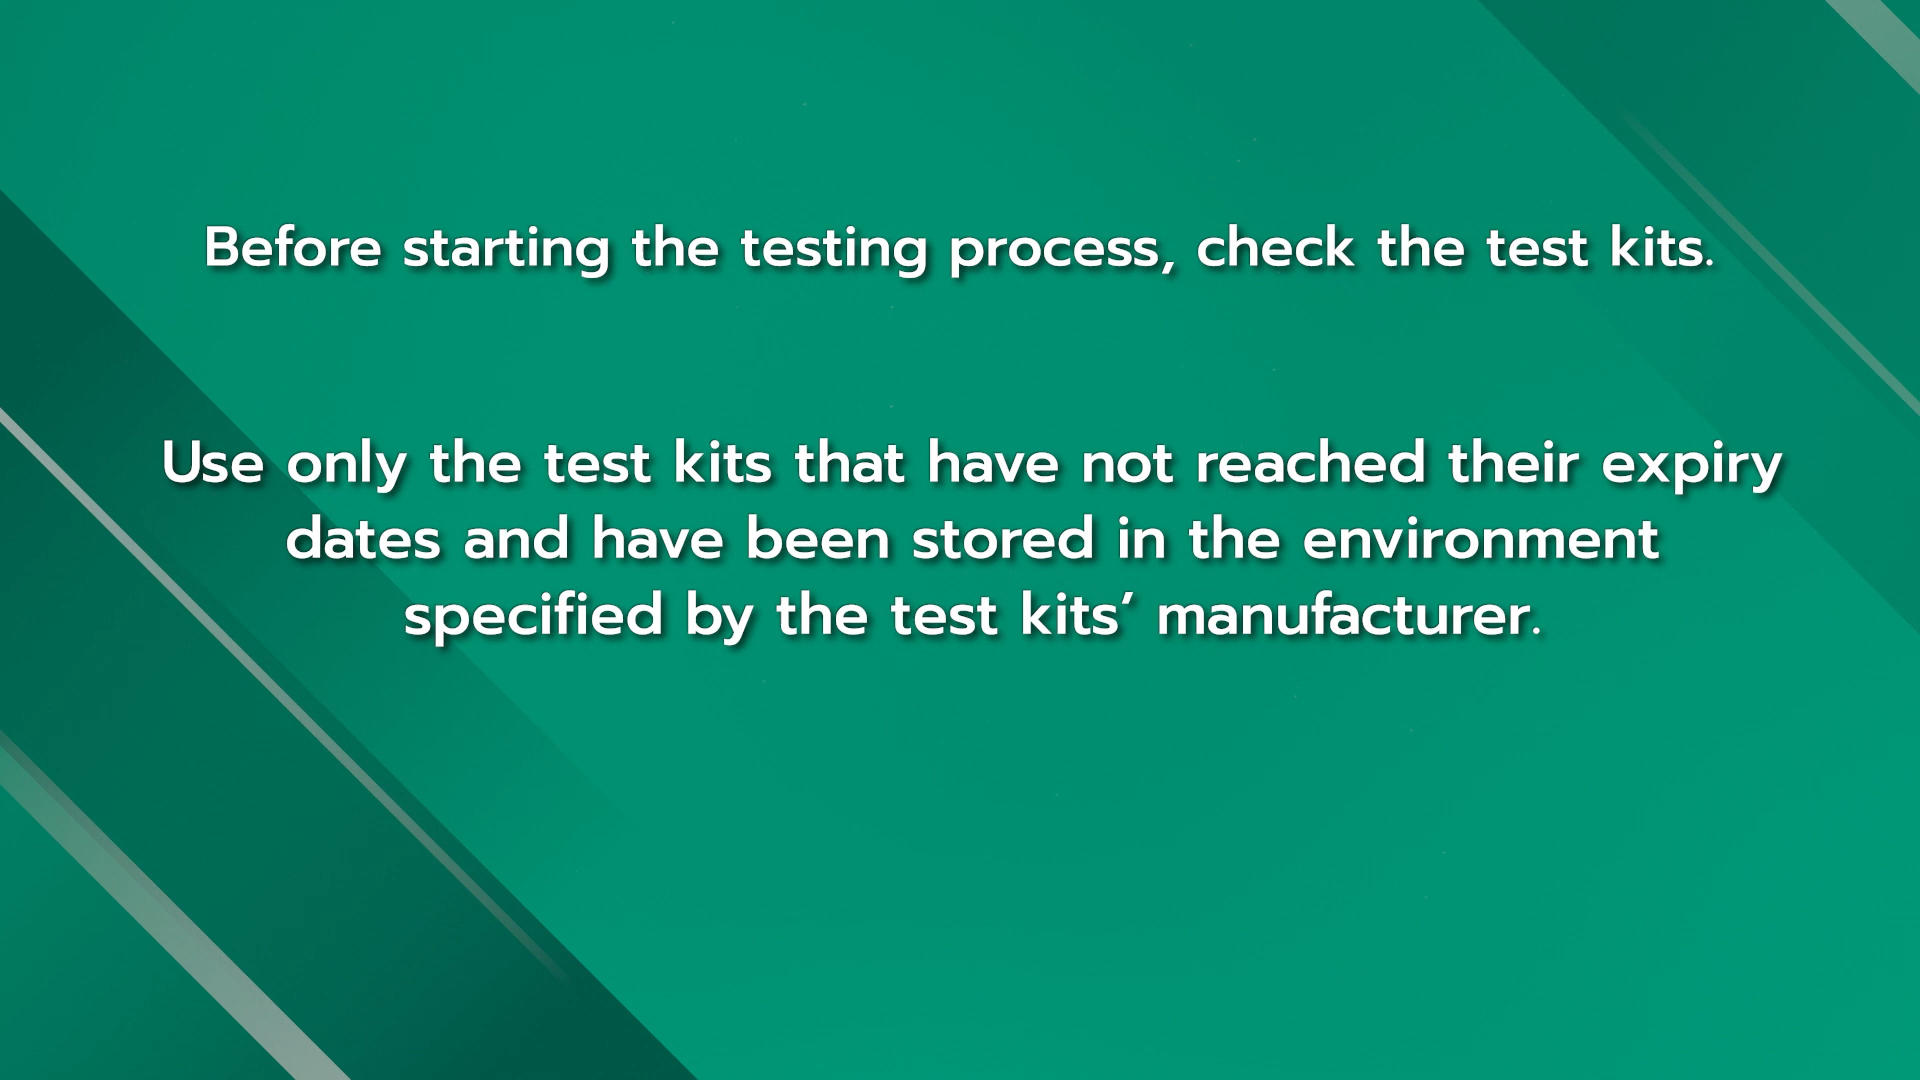 Before starting the testing process, check the test kits.
Use only the test kits that have not reached their expiry
dates and have been stored in the environment
specified by the test kits’ manufacturer.